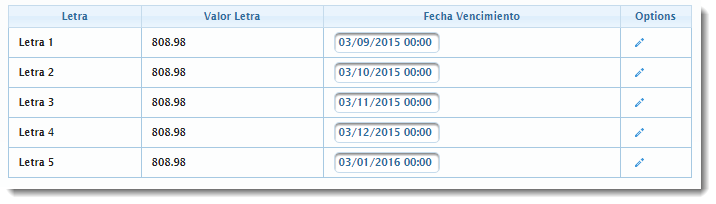 Letra Valor Letra Fecha Vencimiento Options
Letra 1 808.98 03/09/2015 00:00
Letra 2 808.98 03/10/2015 00:00
Letra 3 808.98 03/11/2015 00:00
Letra 4 808.98 03/12/2015 00:00
Letra 5 808.98 03/01/2016 00:00